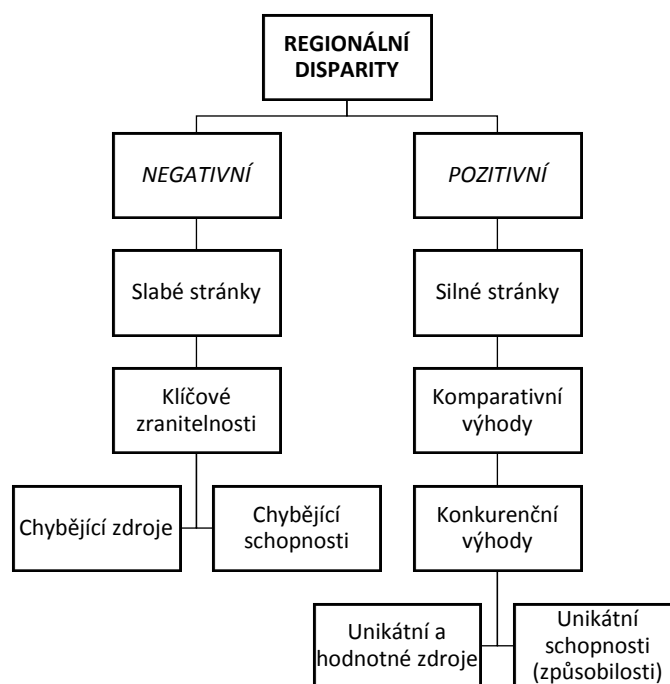 REGIONÁLNÍ
DISPARITY
NEGATIVNÍ
POZITIVNÍ
Slabé stránky
Silné stránky
Klíčové
zranitelnosti
Komparativní
výhody
Chybějící zdroje
Chybějící
schopnosti
Konkurenční
výhody
Unikátní a
hodnotné zdroje
Unikátní
schopnosti
(způsobilosti)